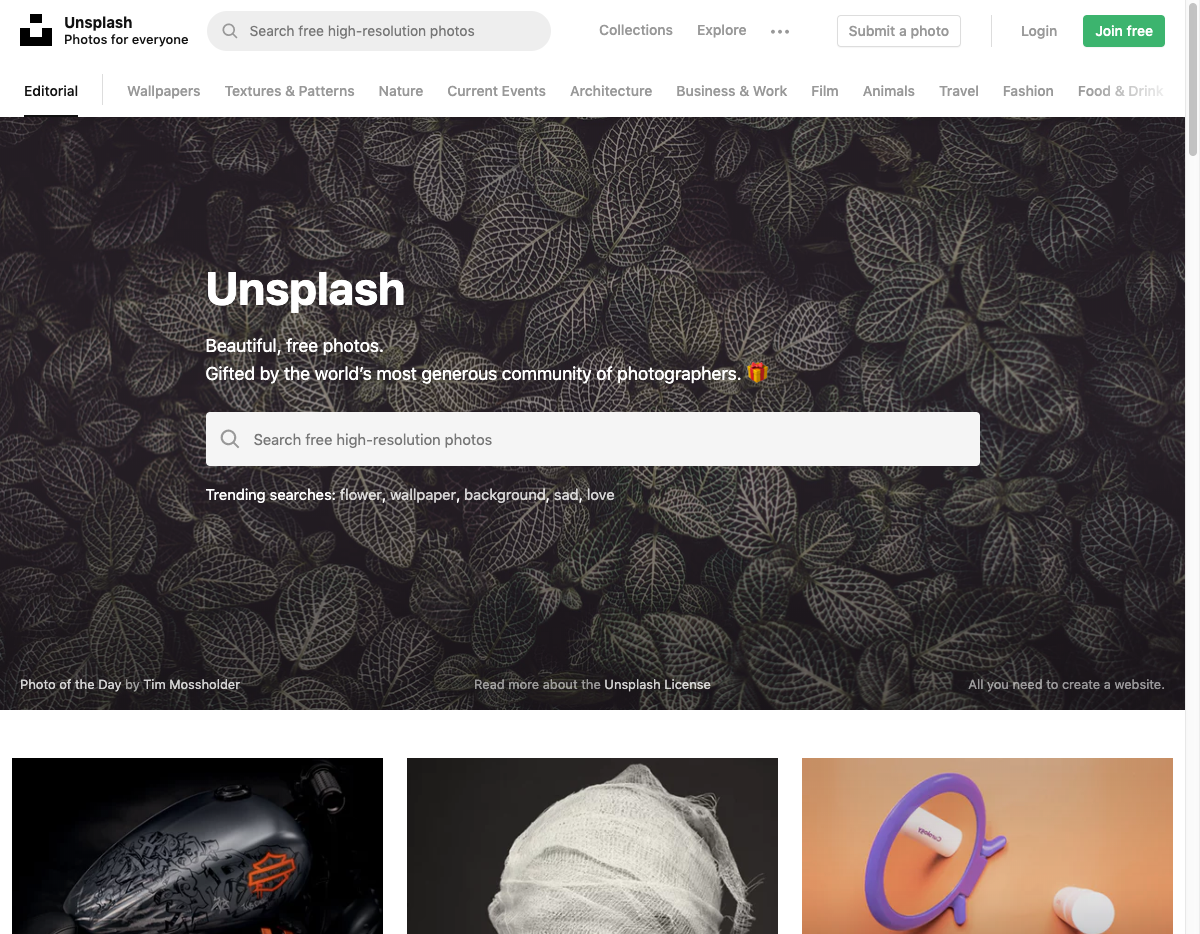 Unsplash
Photos for everyone
Search free high-resolution photos
Collections
Explore
Submit a photo
Login
Join free
Editorial
Wallpapers
Textures & Patterns
Nature
Current Events
Architecture
Business & Work
Film
Animals
Travel
Fashion
Food & Drink
Unsplash
Beautiful, free photos.
Gifted by the world’s most generous community of photographers. 🎁
Search free high-resolution photos
Trending searches: flower, wallpaper, background, sad, love
Photo of the Day by Tim Mossholder
Read more about the Unsplash License
All you need to create a website.